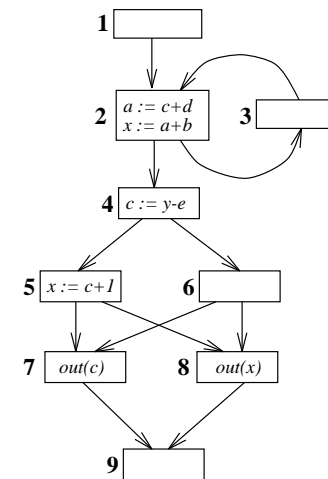 1
2
a := c+d
x := a+b
3
4
c := y-e
5
x := c+1
6
7
out(c)
8
out(x)
9